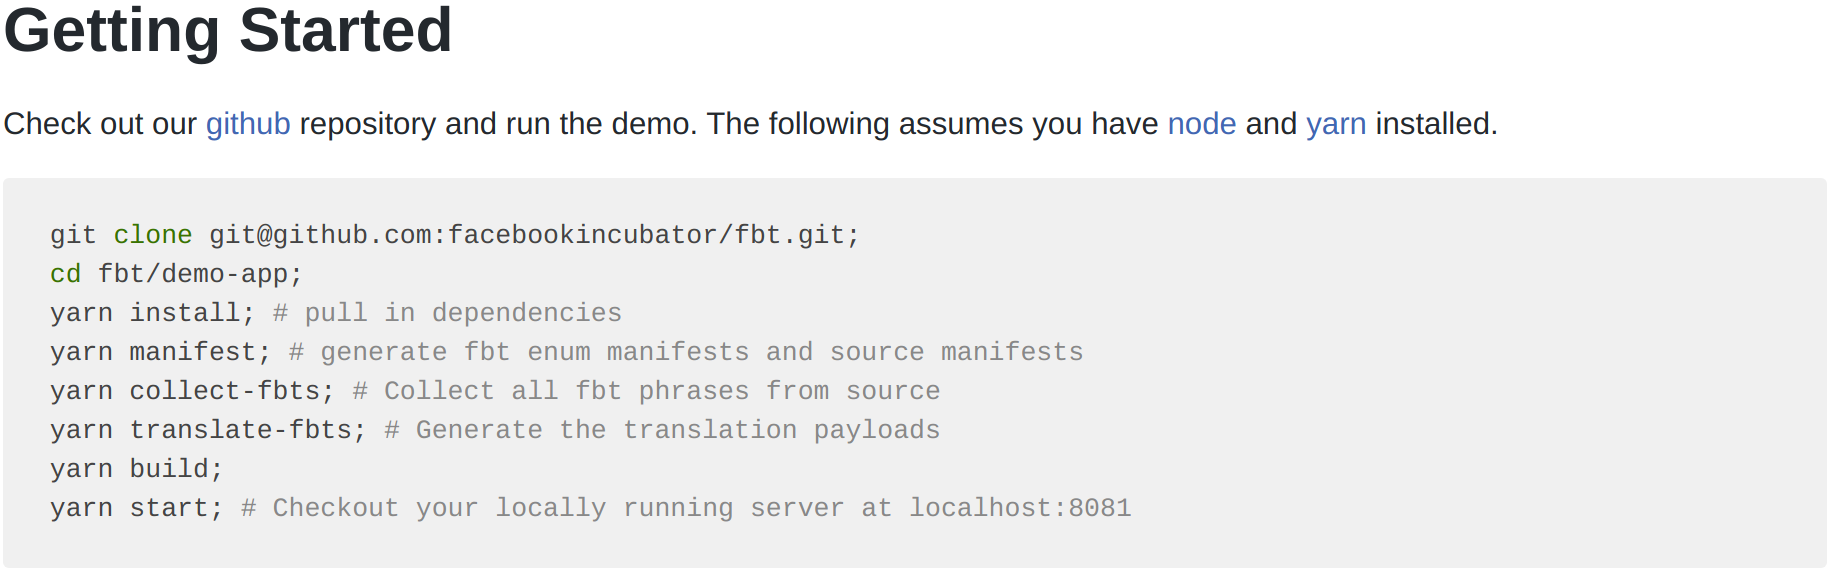 Getting Started
Check out our github repository and run the demo. The following assumes you have node and yarn installed.
git clone git@github.com:facebookincubator/fbt.git;
cd fbt/demo-app;
yarn install; # pull in dependencies
yarn manifest; # generate fbt enum manifests and source manifests
yarn collect-fbts; # Collect all fbt phrases from source
yarn translate-fbts; # Generate the translation payloads
yarn build;
yarn start; # Checkout your locally running server at localhost:8081